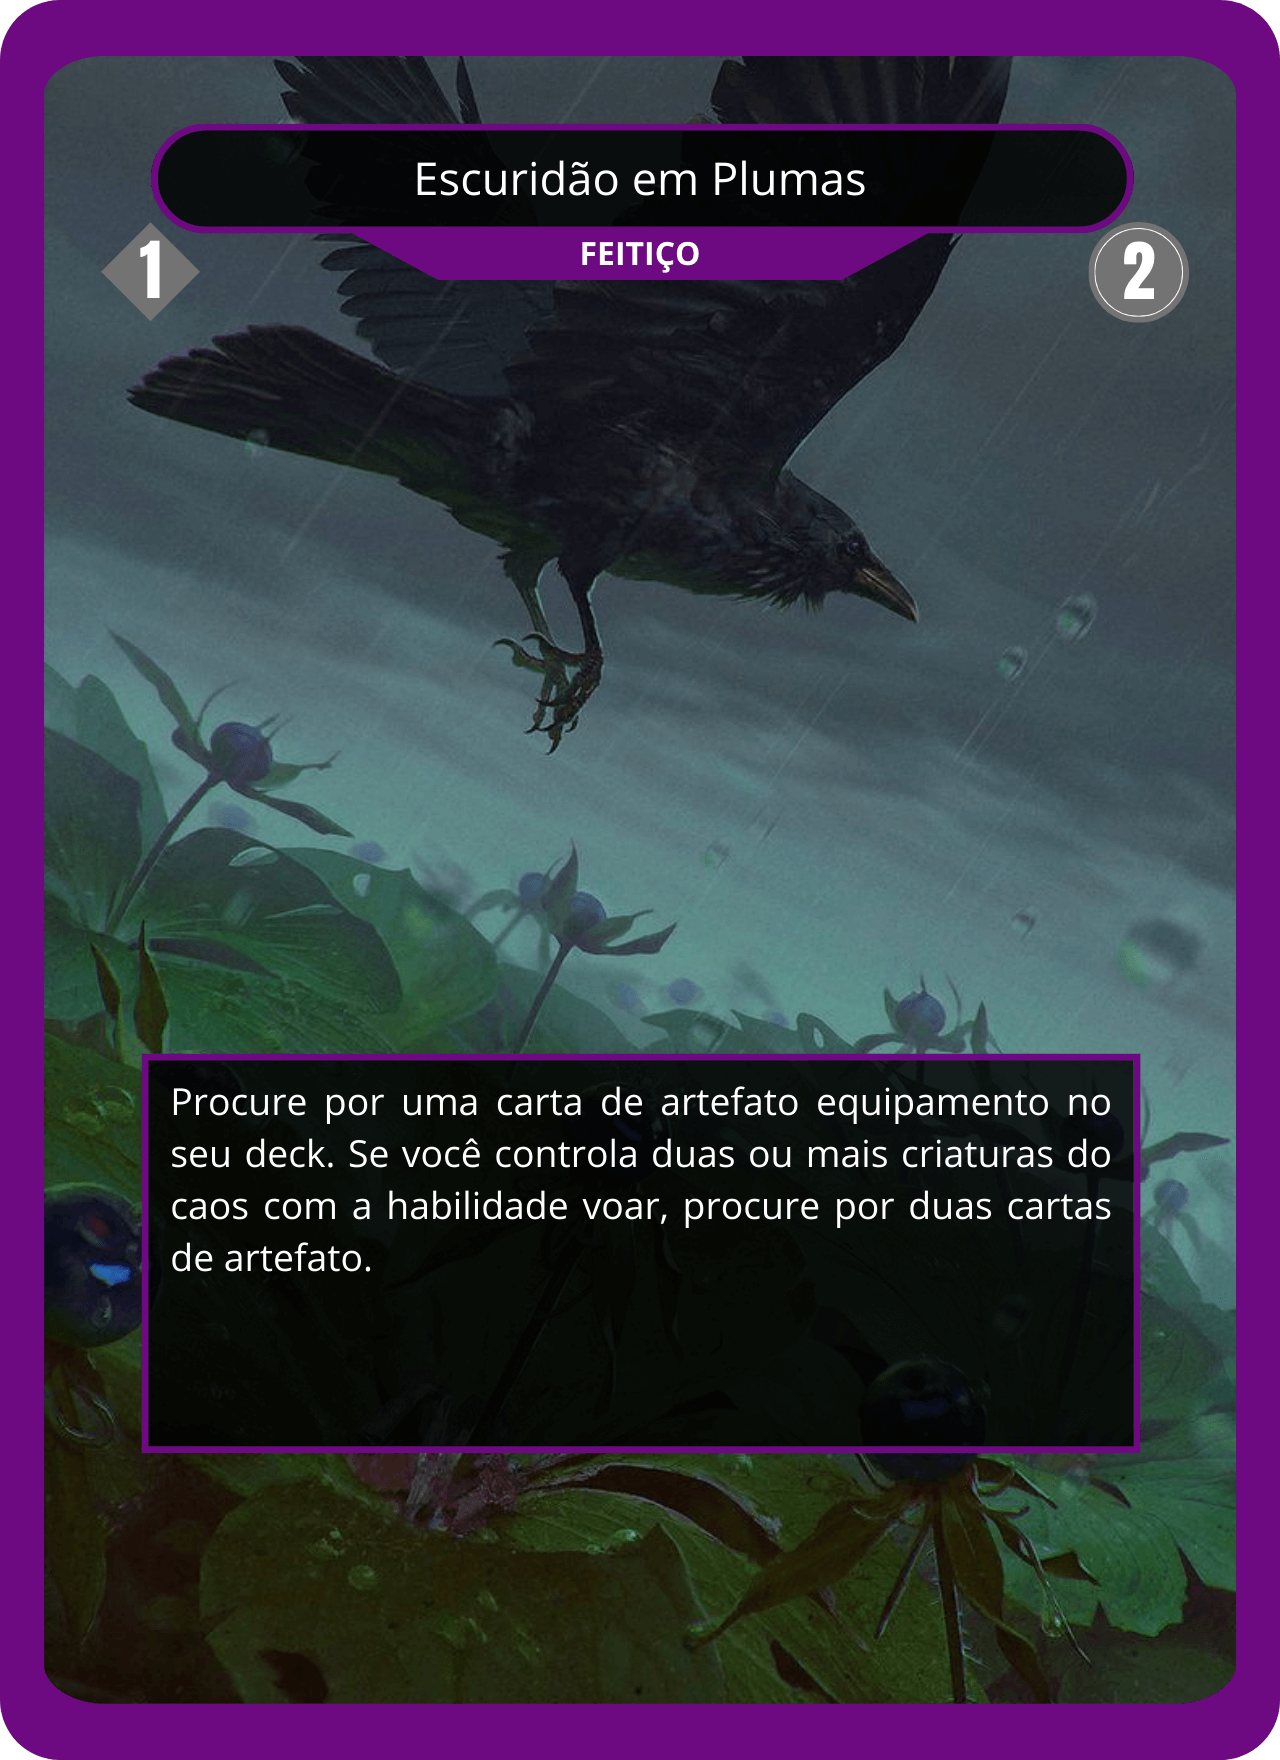 Escuridão em Plumas
FEITIÇO
1
2
Procure por uma carta de artefato equipamento no
seu deck. Se você controla duas ou mais criaturas do
caos com a habilidade voar, procure por duas cartas
de artefato.